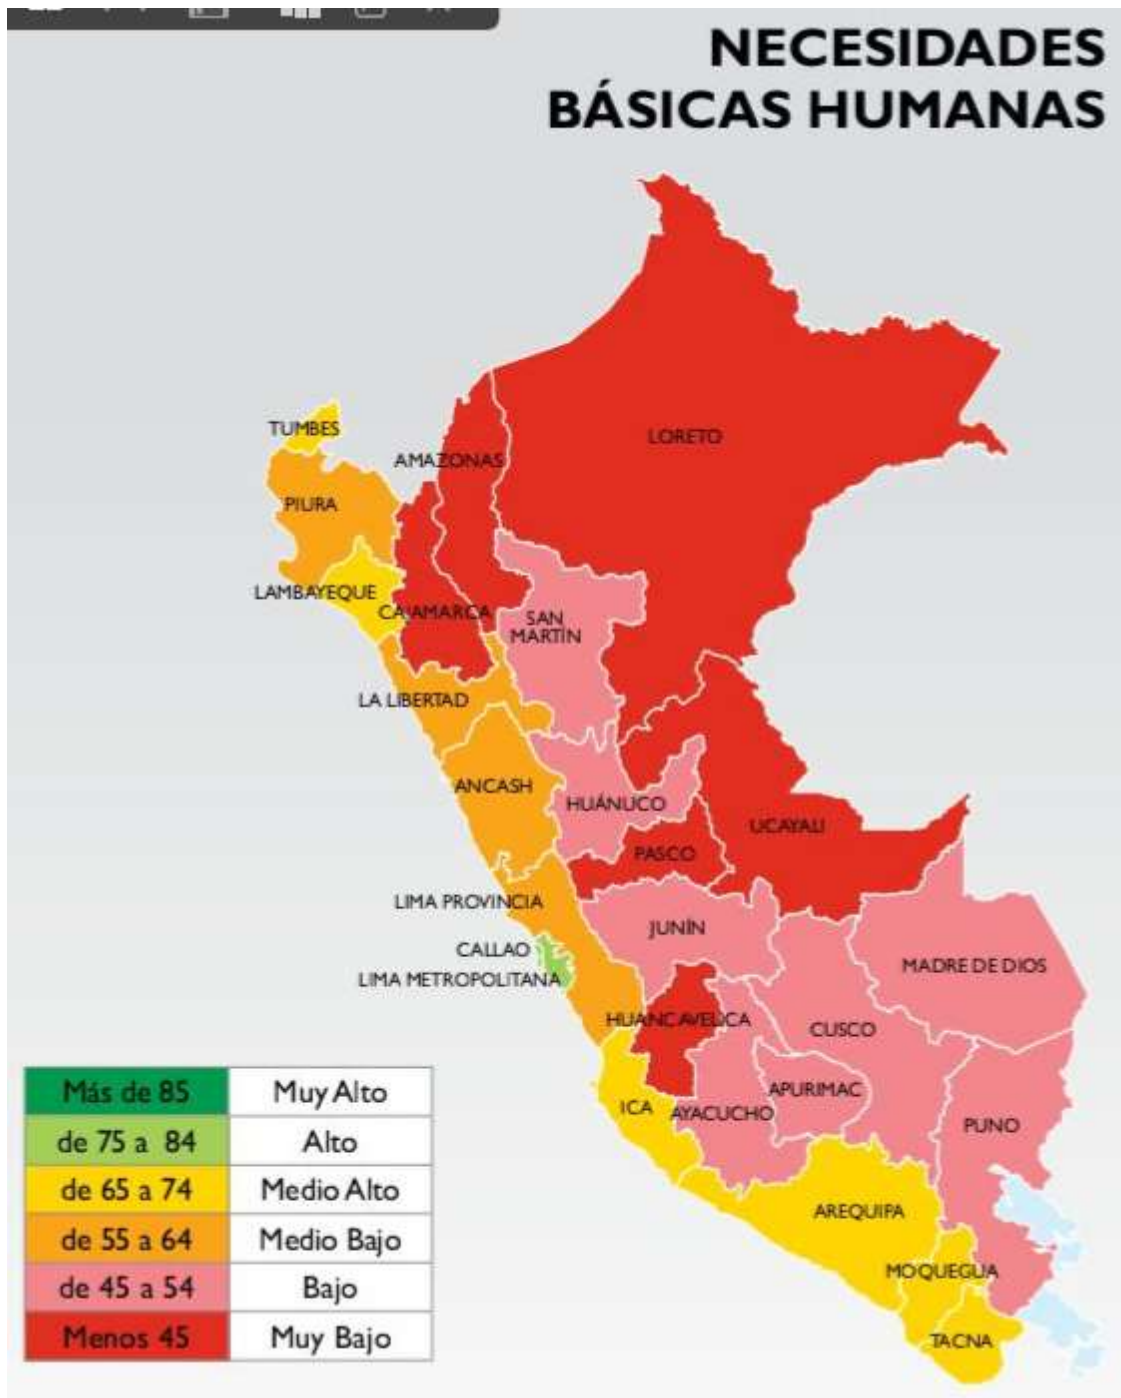 NECESIDADES
BÁSICAS HUMANAS
LORETO
TUMBES
AMAZONAS
PIURA
LAMBAYEQUE
CAJAMARCA
SAN
MARTÍN
LA LIBERTAD
ANCASH
HUÁNUCO
UCAYALI
PASCO
LIMA PROVINCIA
JUNÍN
CALLAO
MADRE DE DIOS
LIMA METROPOLITANA
HUANCAVELICA
CUSCO
APURIMAC
ICA
AYACUCHO
PUNO
AREQUIPA
MOQUEGUA
TACNA
Más de 85 Muy Alto
de 75 a 84 Alto
de 65 a 74 Medio Alto
de 55 a 64 Medio Bajo
de 45 a 54 Bajo
Menos 45 Muy Bajo